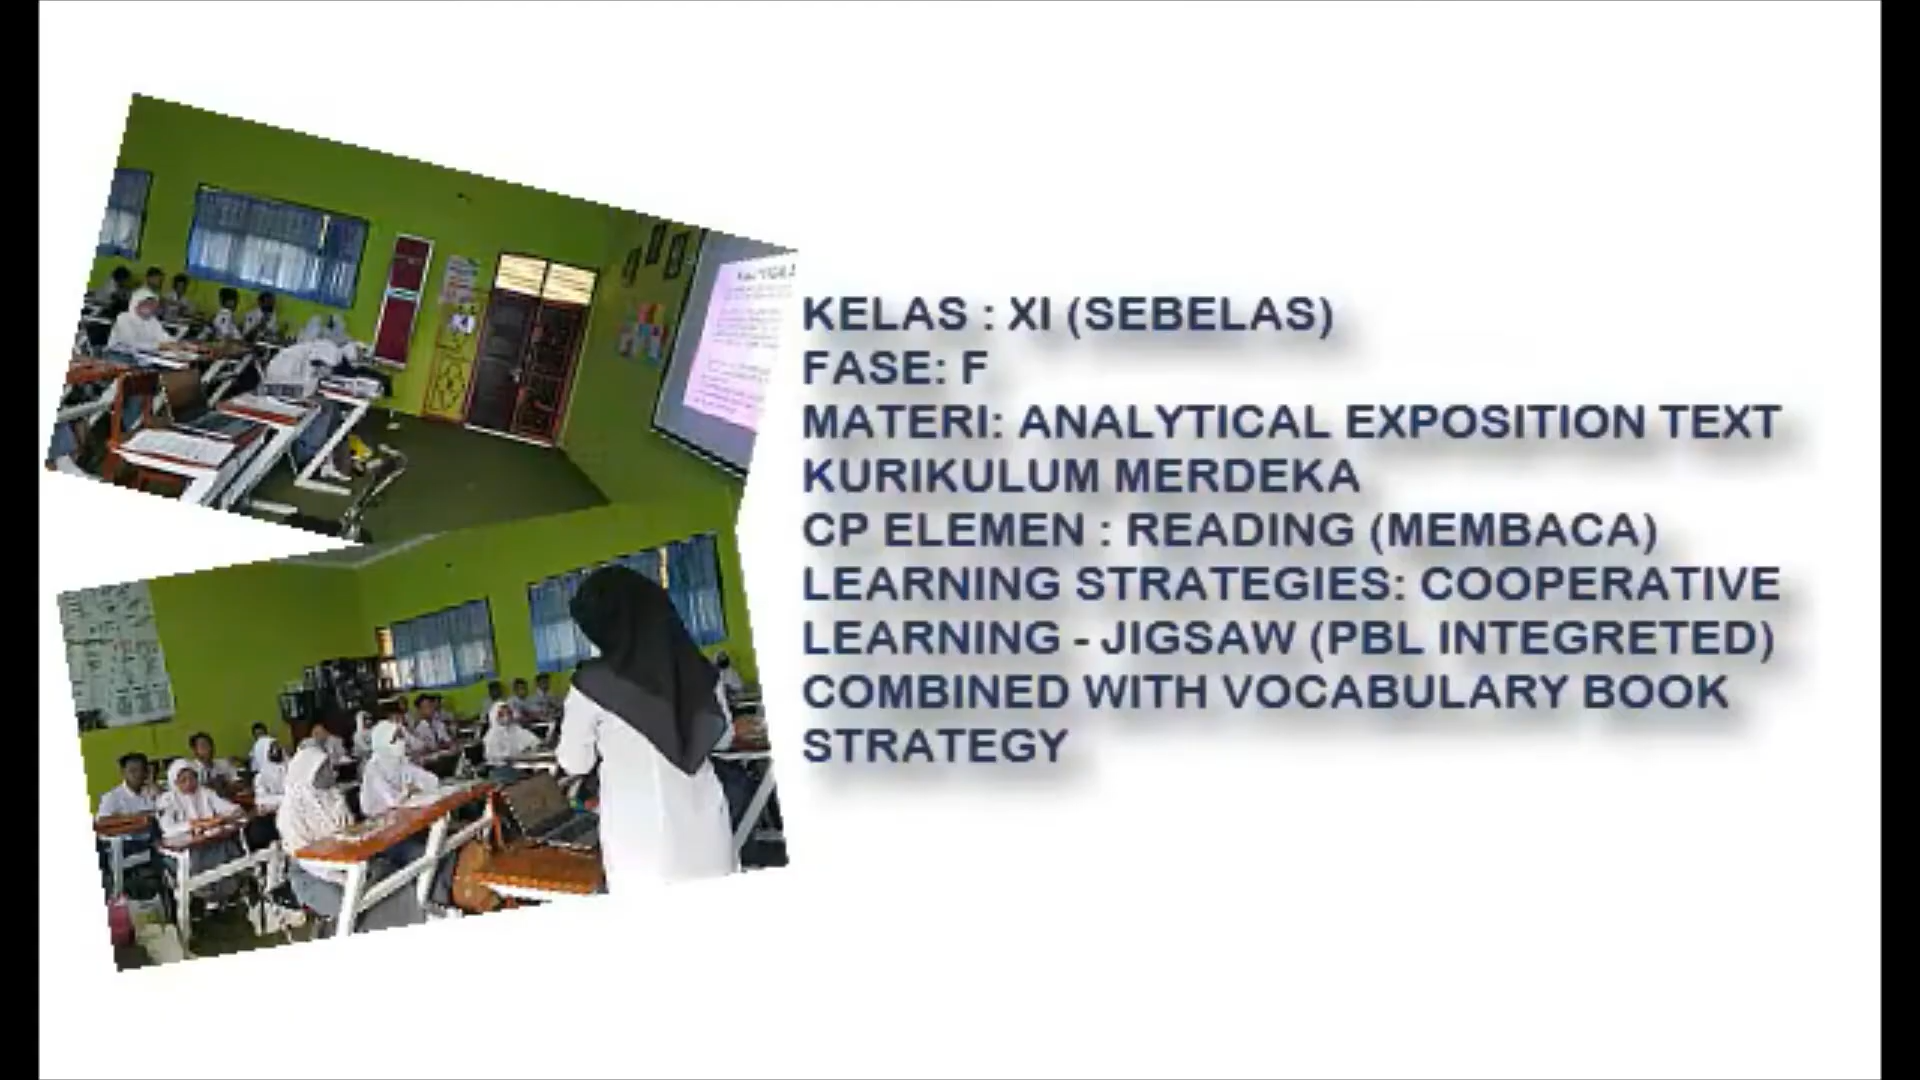 KELAS : XI (SEBELAS)
FASE: F
MATERI: ANALYTICAL EXPOSITION TEXT
KURIKULUM MERDEKA
CP ELEMEN : READING (MEMBACA)
LEARNING STRATEGIES: COOPERATIVE
LEARNING - JIGSAW (PBL INTEGRETED)
COMBINED WITH VOCABULARY BOOK
STRATEGY